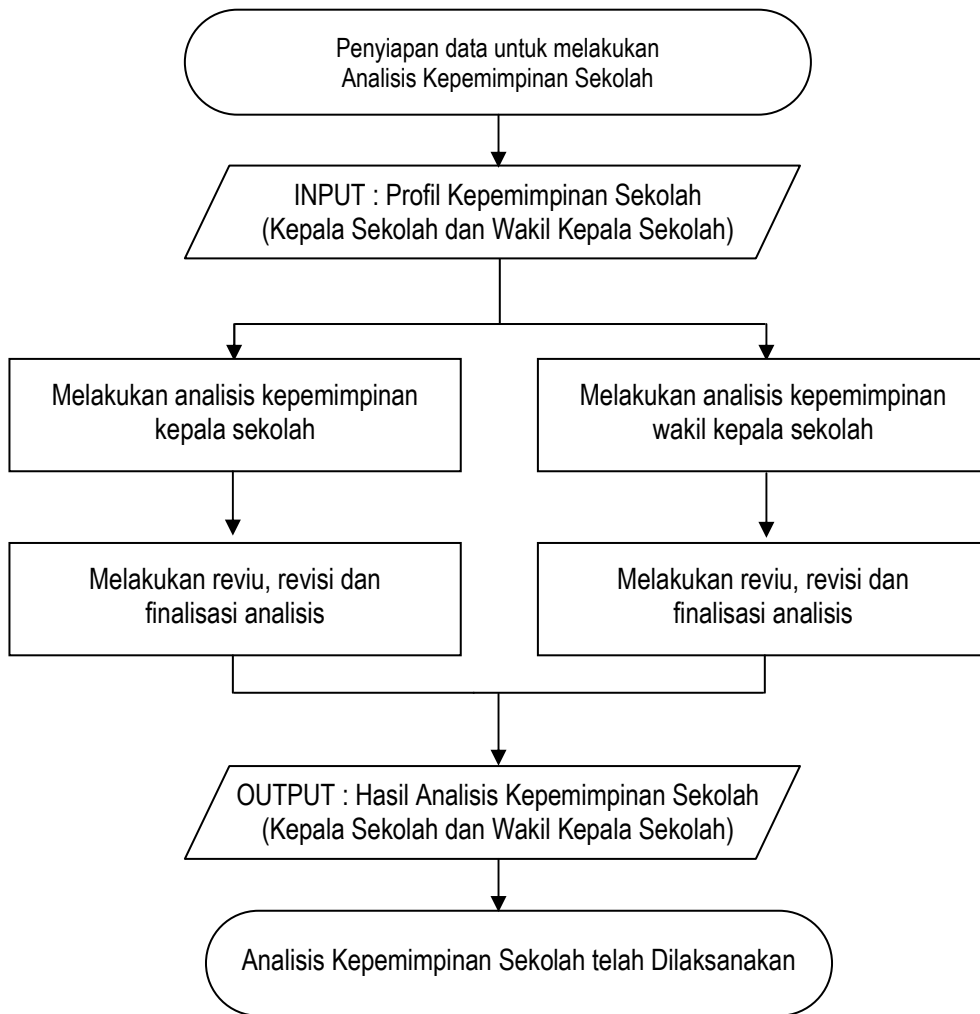 Penyiapan data untuk melakukan
Analisis Kepemimpinan Sekolah
INPUT : Profil Kepemimpinan Sekolah
(Kepala Sekolah dan Wakil Kepala Sekolah)
Melakukan analisis kepemimpinan
kepala sekolah
Melakukan analisis kepemimpinan
wakil kepala sekolah
Melakukan reviu, revisi dan
finalisasi analisis
Melakukan reviu, revisi dan
finalisasi analisis
OUTPUT : Hasil Analisis Kepemimpinan Sekolah
(Kepala Sekolah dan Wakil Kepala Sekolah)
Analisis Kepemimpinan Sekolah telah Dilaksanakan